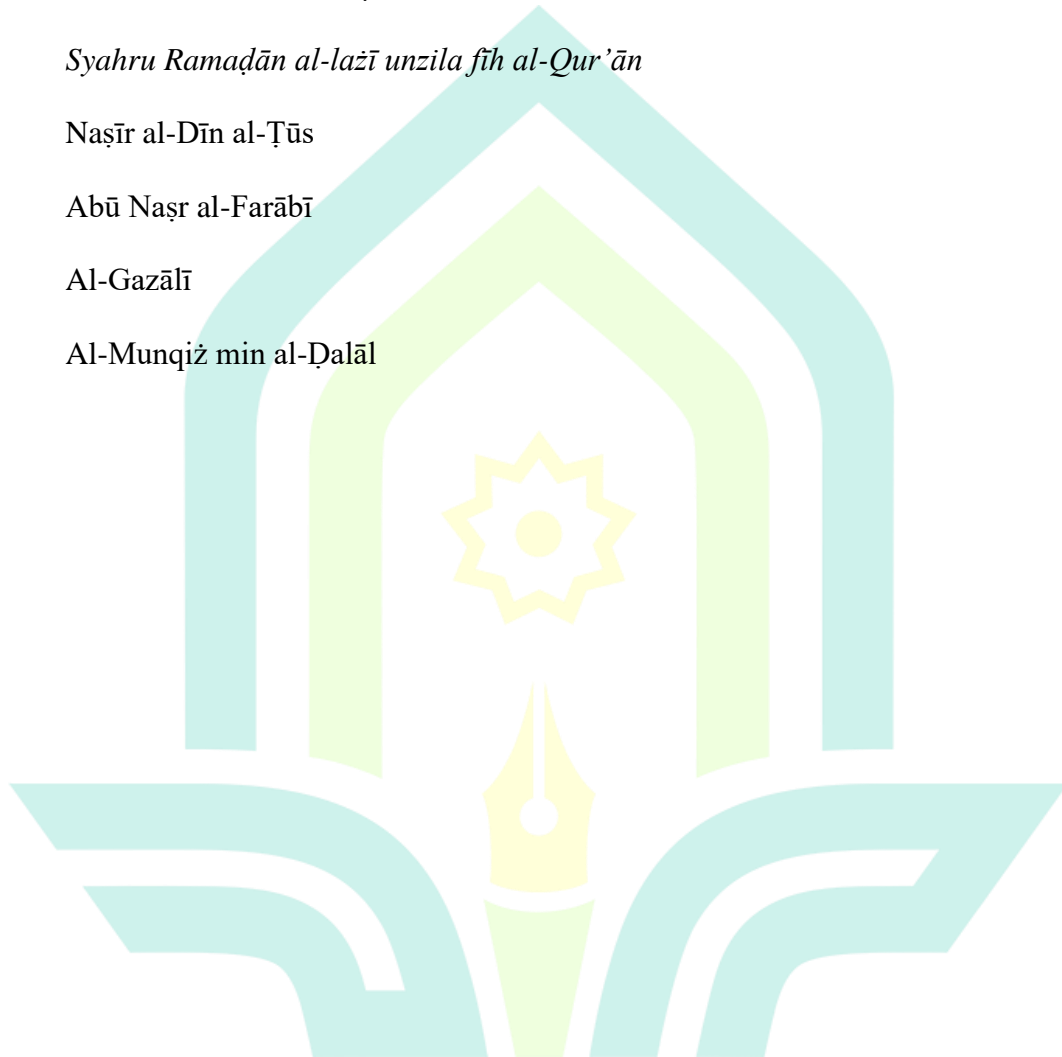 Syahru Ramaḍān al-lażī unzila fīh al-Qur’ān
Naṣīr al-Dīn al-Ṭūs
Abū Naṣr al-Farābī
Al-Gazālī
Al-Munqiż min al-Ḍalāl